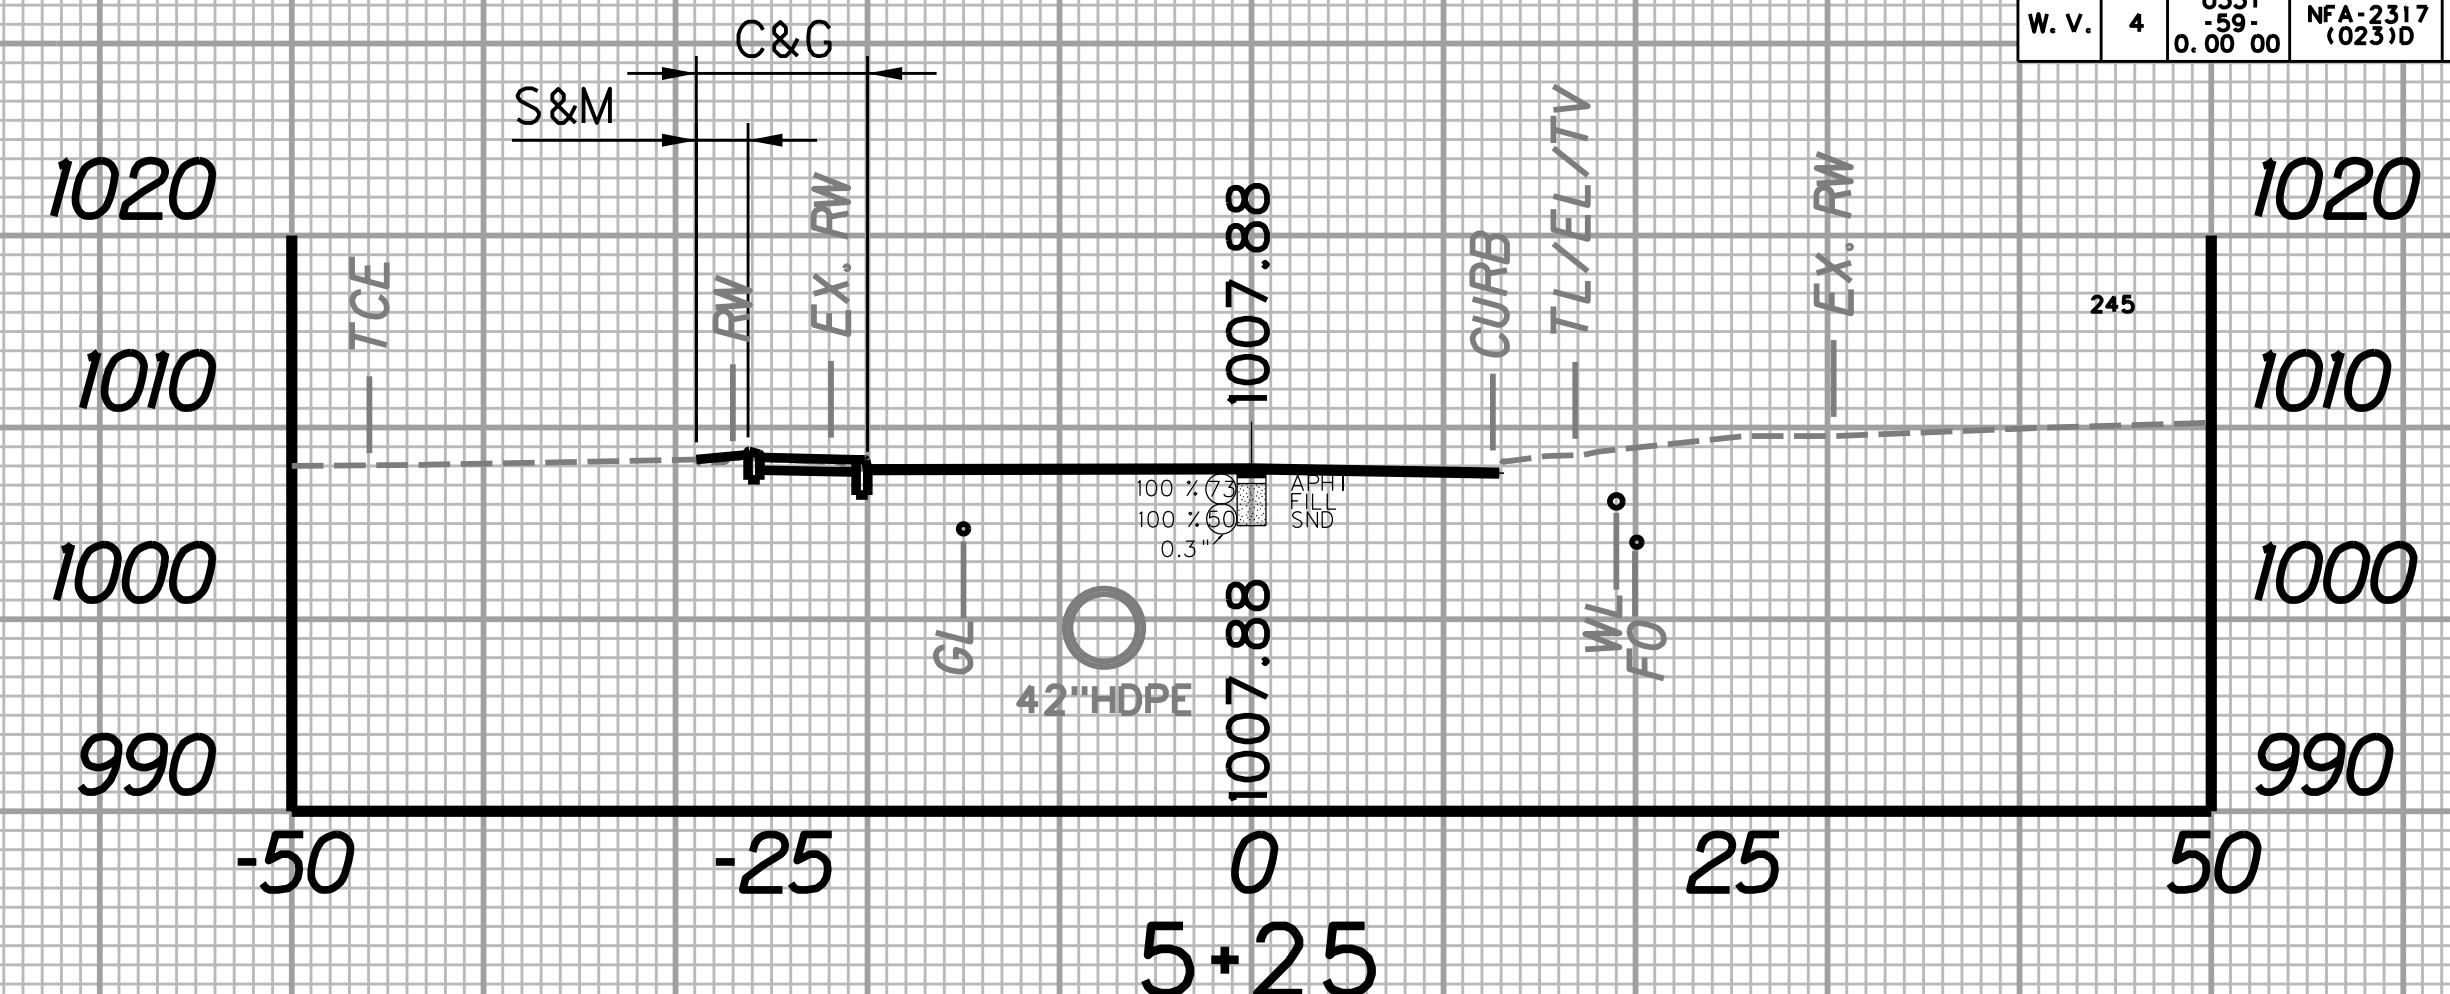 C&G
S&M
W. V.
4
-59-
0. 00 00
NFA-2317
(023)D
1020
1020
1010
1010
1000
1000
990
990
TCE
RW
EX. RW
1007.88
CURB
TL/EL/TV
EX. RW
245
100 % 73
APHT
FILL
100 % 50
SND
0.3"
GL
42"HDPE
1007.88
WL
FO
-50
-25
0
25
50
5+25